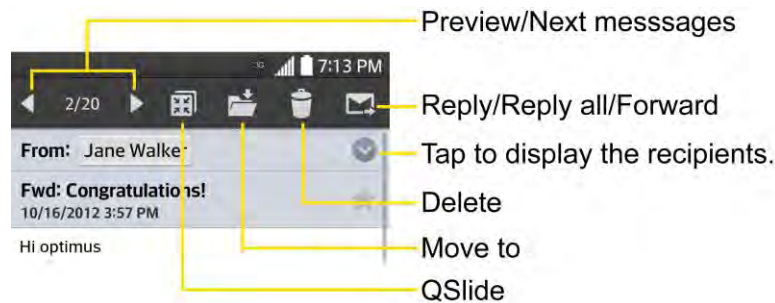 Preview/Next messsages
7:13 PM
2/20
Reply/Reply all/Forward
From: Jane Walker
Tap to display the recipients.
Fwd: Congratulations!
Delete
10/16/2012 3:57 PM
Hi optimus
Move to
QSlide